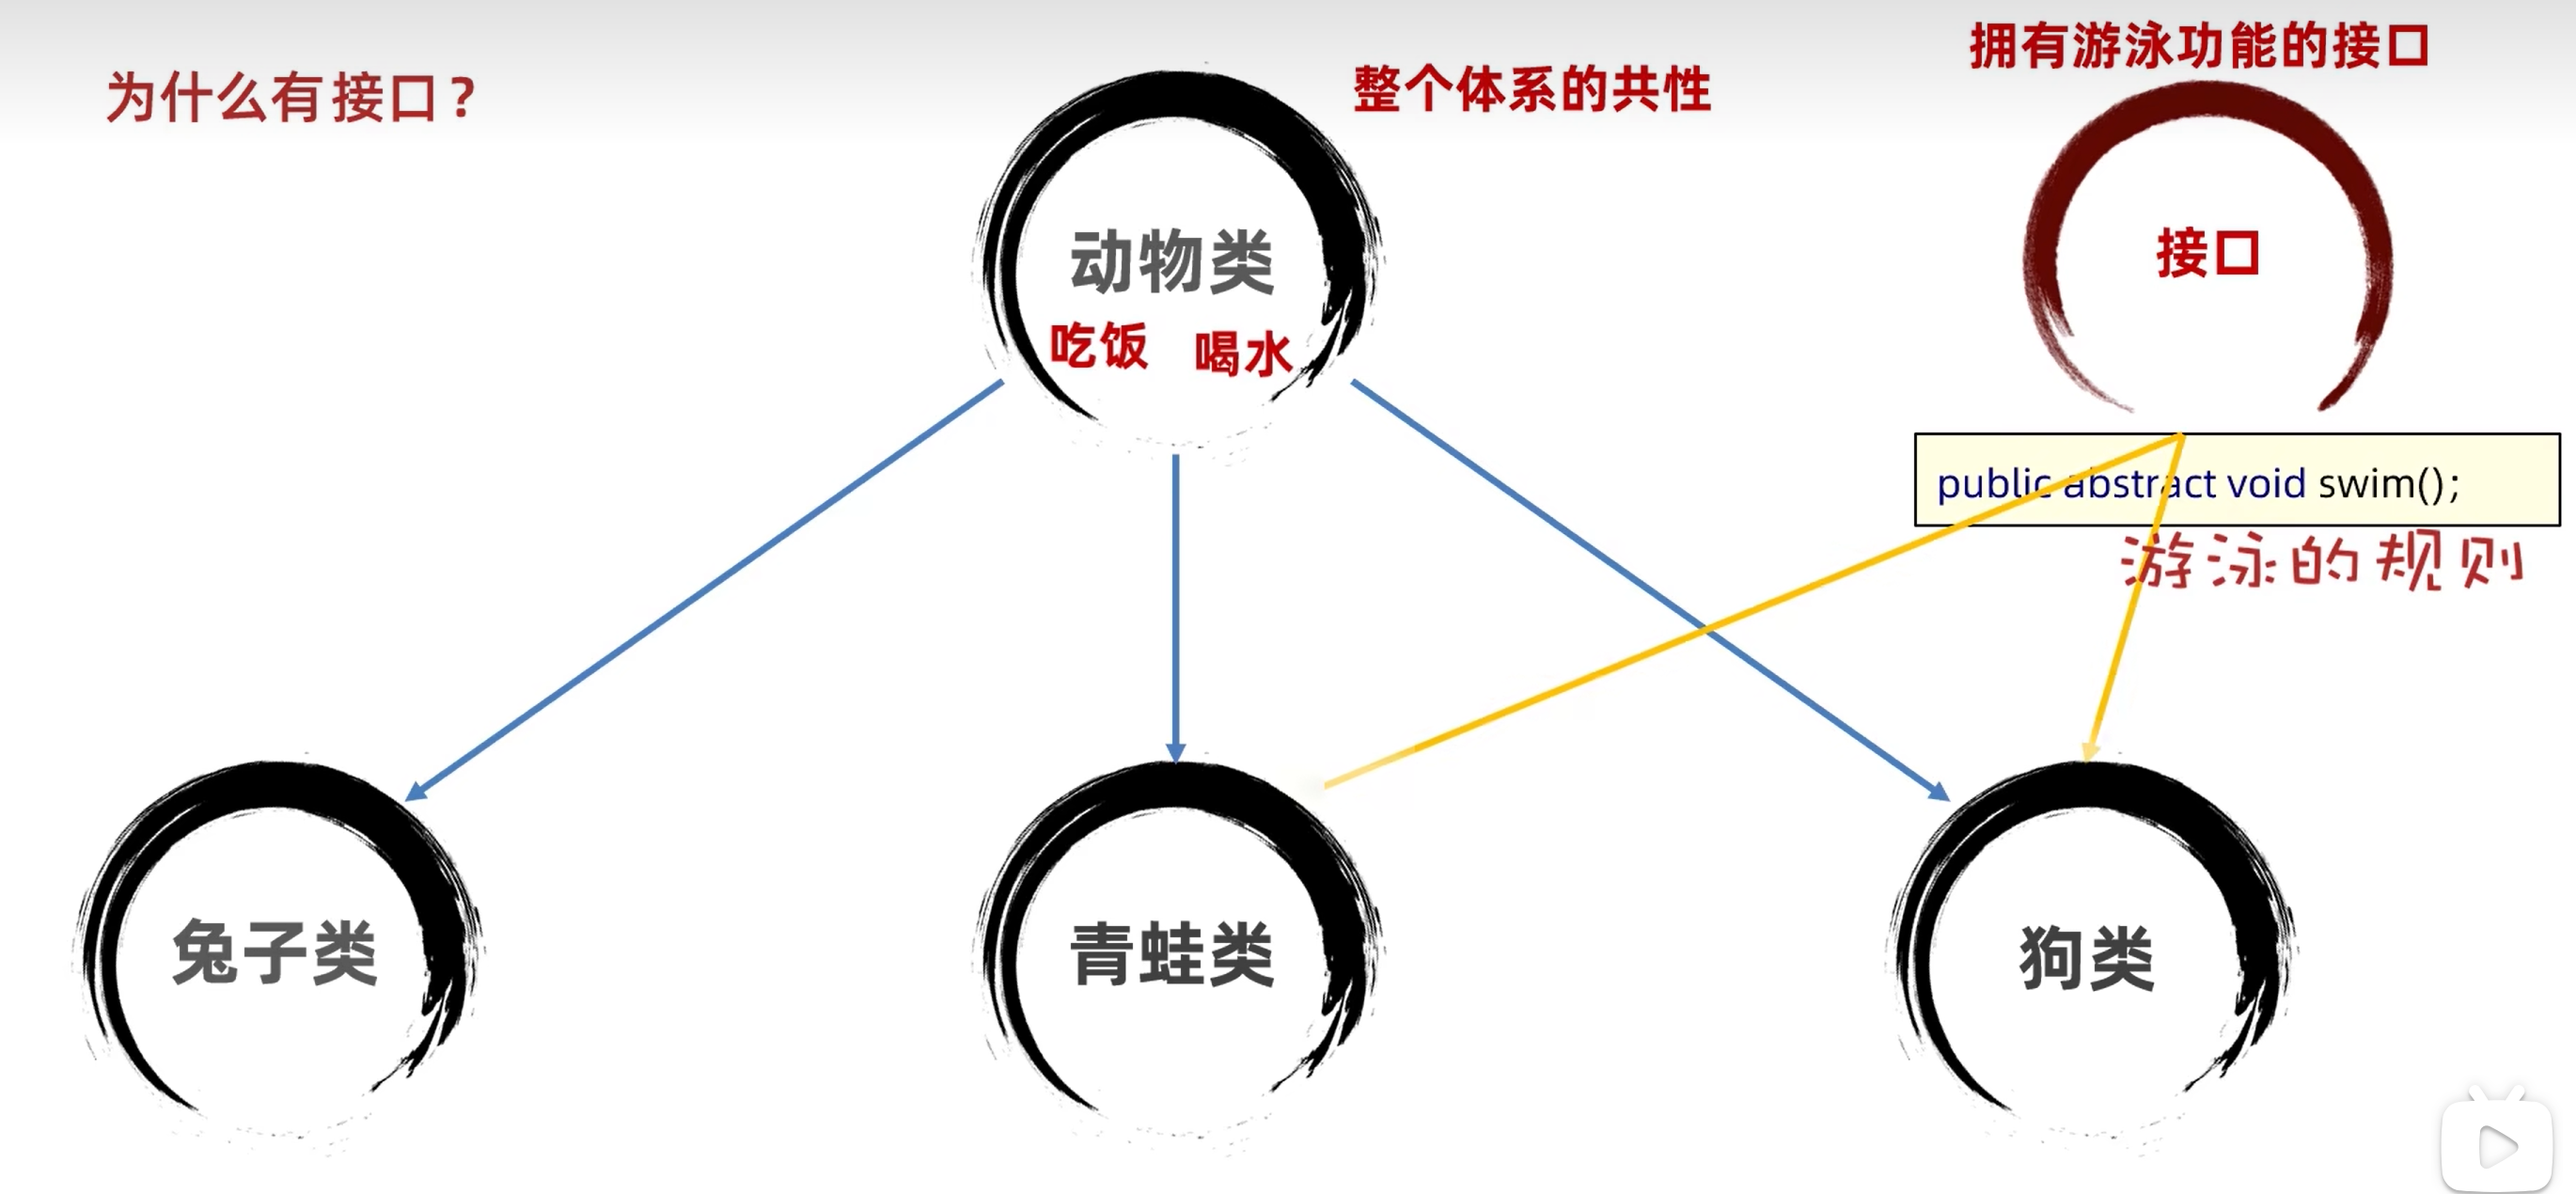 为什么有接口？
整个体系的共性
拥有游泳功能的接口
动物类
吃饭 喝水
接口
public abstract void swim();
游泳的规则
兔子类
青蛙类
狗类